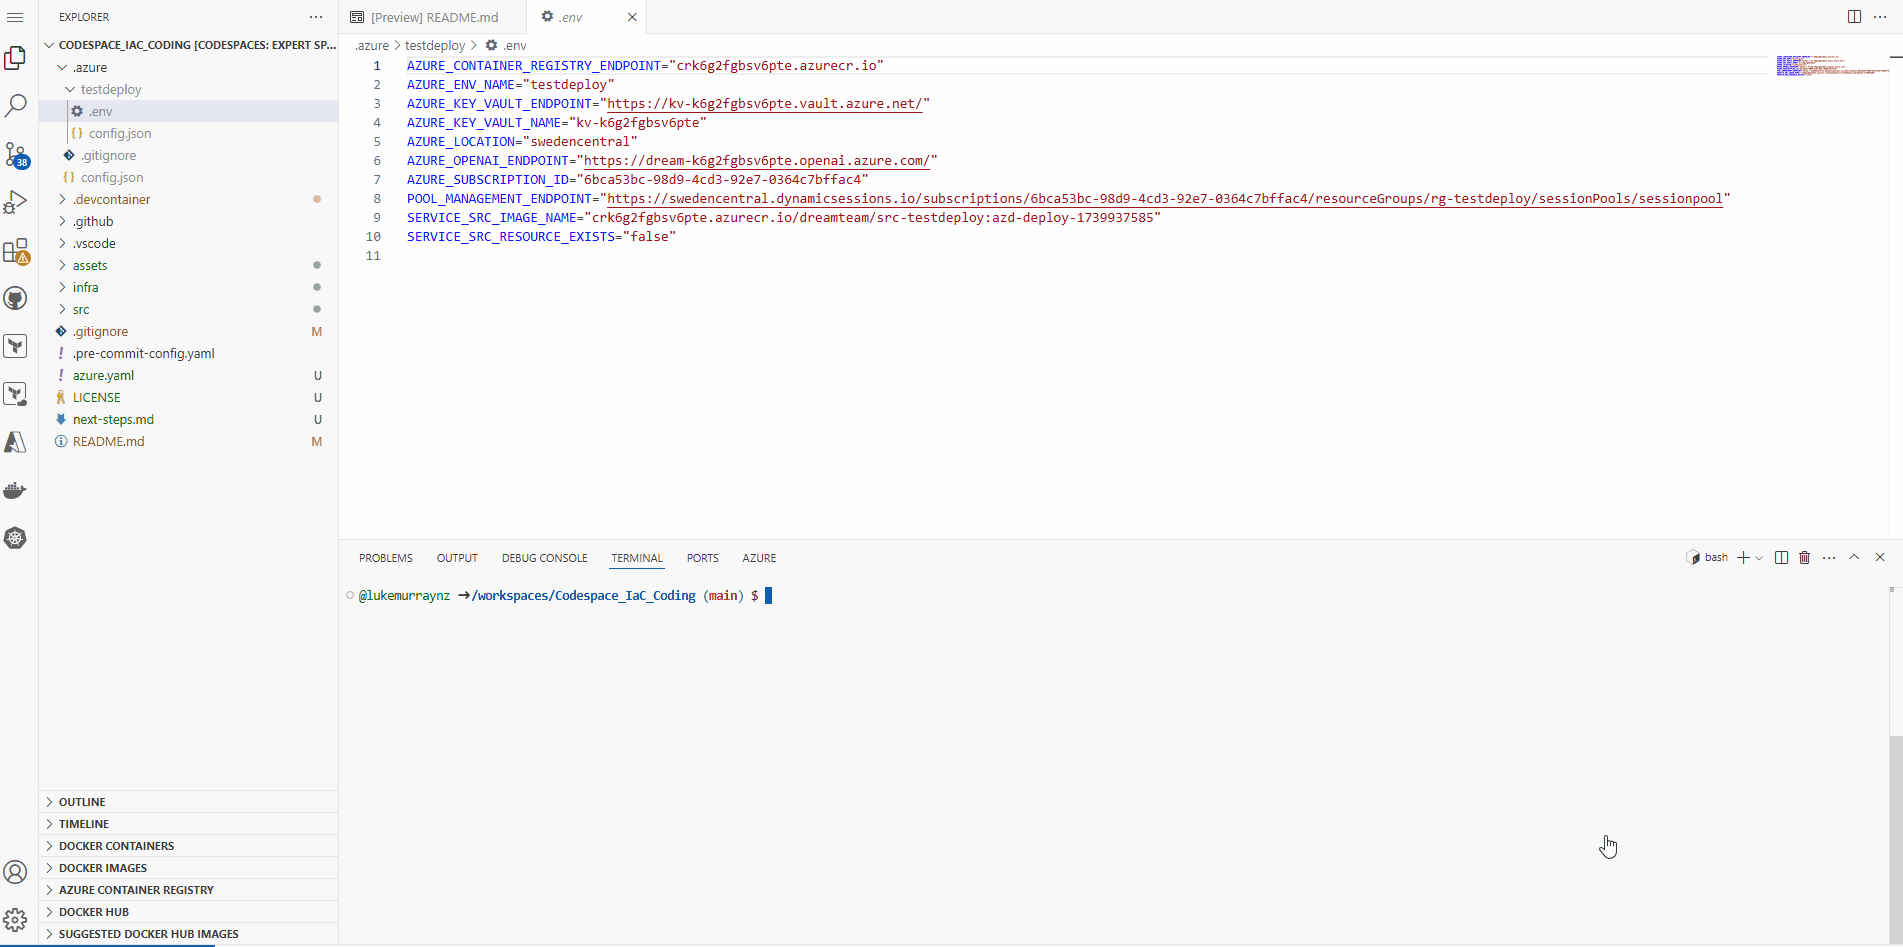 EXPLORER
[Preview] README.md
.env
CODESPACE_IAC_CODING [CODESPACES: EXPERT SP...
.azure
testdeploy
.env
config.json
.gitignore
config.json
.devcontainer
.github
.vscode
assets
infra
src
.gitignore M
.pre-commit-config.yaml
azure.yaml U
LICENSE U
next-steps.md U
README.md M
38
OUTLINE
TIMELINE
DOCKER CONTAINERS
DOCKER IMAGES
AZURE CONTAINER REGISTRY
DOCKER HUB
SUGGESTED DOCKER HUB IMAGES
.azure > testdeploy > .env
1 AZURE_CONTAINER_REGISTRY_ENDPOINT="crk6g2fgbsv6pte.azurecr.io"
2 AZURE_ENV_NAME="testdeploy"
3 AZURE_KEY_VAULT_ENDPOINT="https://kv-k6g2fgbsv6pte.vault.azure.net/"
4 AZURE_KEY_VAULT_NAME="kv-k6g2fgbsv6pte"
5 AZURE_LOCATION="swedencentral"
6 AZURE_OPENAI_ENDPOINT="https://dream-k6g2fgbsv6pte.openai.azure.com/"
7 AZURE_SUBSCRIPTION_ID="6bca53bc-98d9-4cd3-92e7-0364c7bffac4"
8 POOL_MANAGEMENT_ENDPOINT="https://swedencentral.dynamicsessions.io/subscriptions/6bca53bc-98d9-4cd3-92e7-0364c7bffac4/resourceGroups/rg-testdeploy/sessionPools/sessionpool"
9 SERVICE_SRC_IMAGE_NAME="crk6g2fgbsv6pte.azurecr.io/dreamteam/src-testdeploy:azd-deploy-1739937585"
10 SERVICE_SRC_RESOURCE_EXISTS="false"
11
PROBLEMS OUTPUT DEBUG CONSOLE TERMINAL PORTS AZURE
bash
@lukemurraynz ➜/workspaces/Codespace_IaC_Coding (main) $